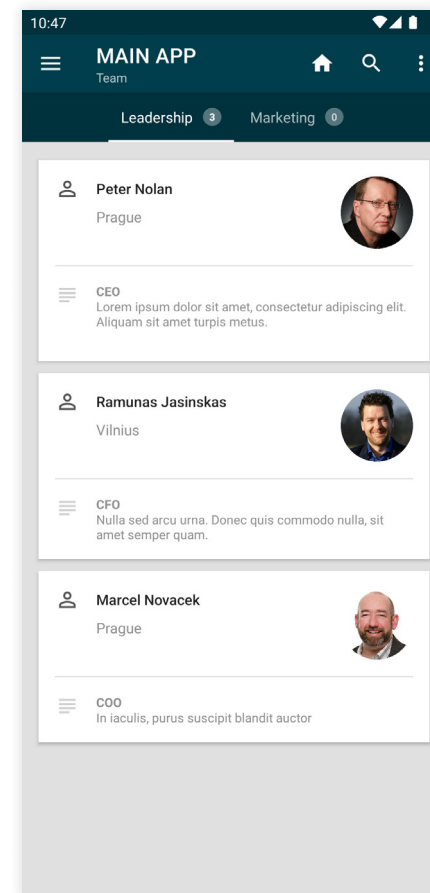 10:47
MAIN APP
Team
Leadership 3 Marketing 0
Peter Nolan
Prague
CEO
Lorem ipsum dolor sit amet, consectetur adipiscing elit.
Aliquam sit amet turpis metus.
Ramunas Jasinskas
Vilnius
CFO
Nulla sed arcu urna. Donec quis commodo nulla, sit
amet semper quam.
Marcel Novacek
Prague
COO
In iaculis, purus suscipit blandit auctor